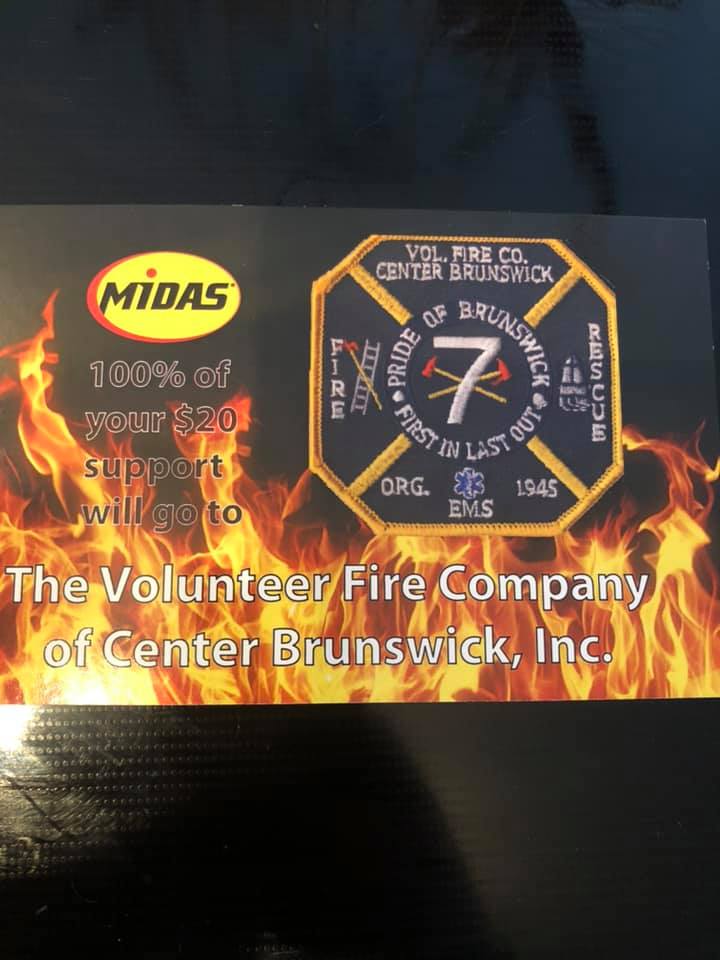 MIDAS
100% of
your $20
support
will go to
VOL. FIRE CO.
CENTER BRUNSWICK
FIRE
PRIDE OF BRUNSWICK
7
FIRST IN LAST OUT
RESCUE
ORG. 1945
EMS
The Volunteer Fire Company
of Center Brunswick, Inc.